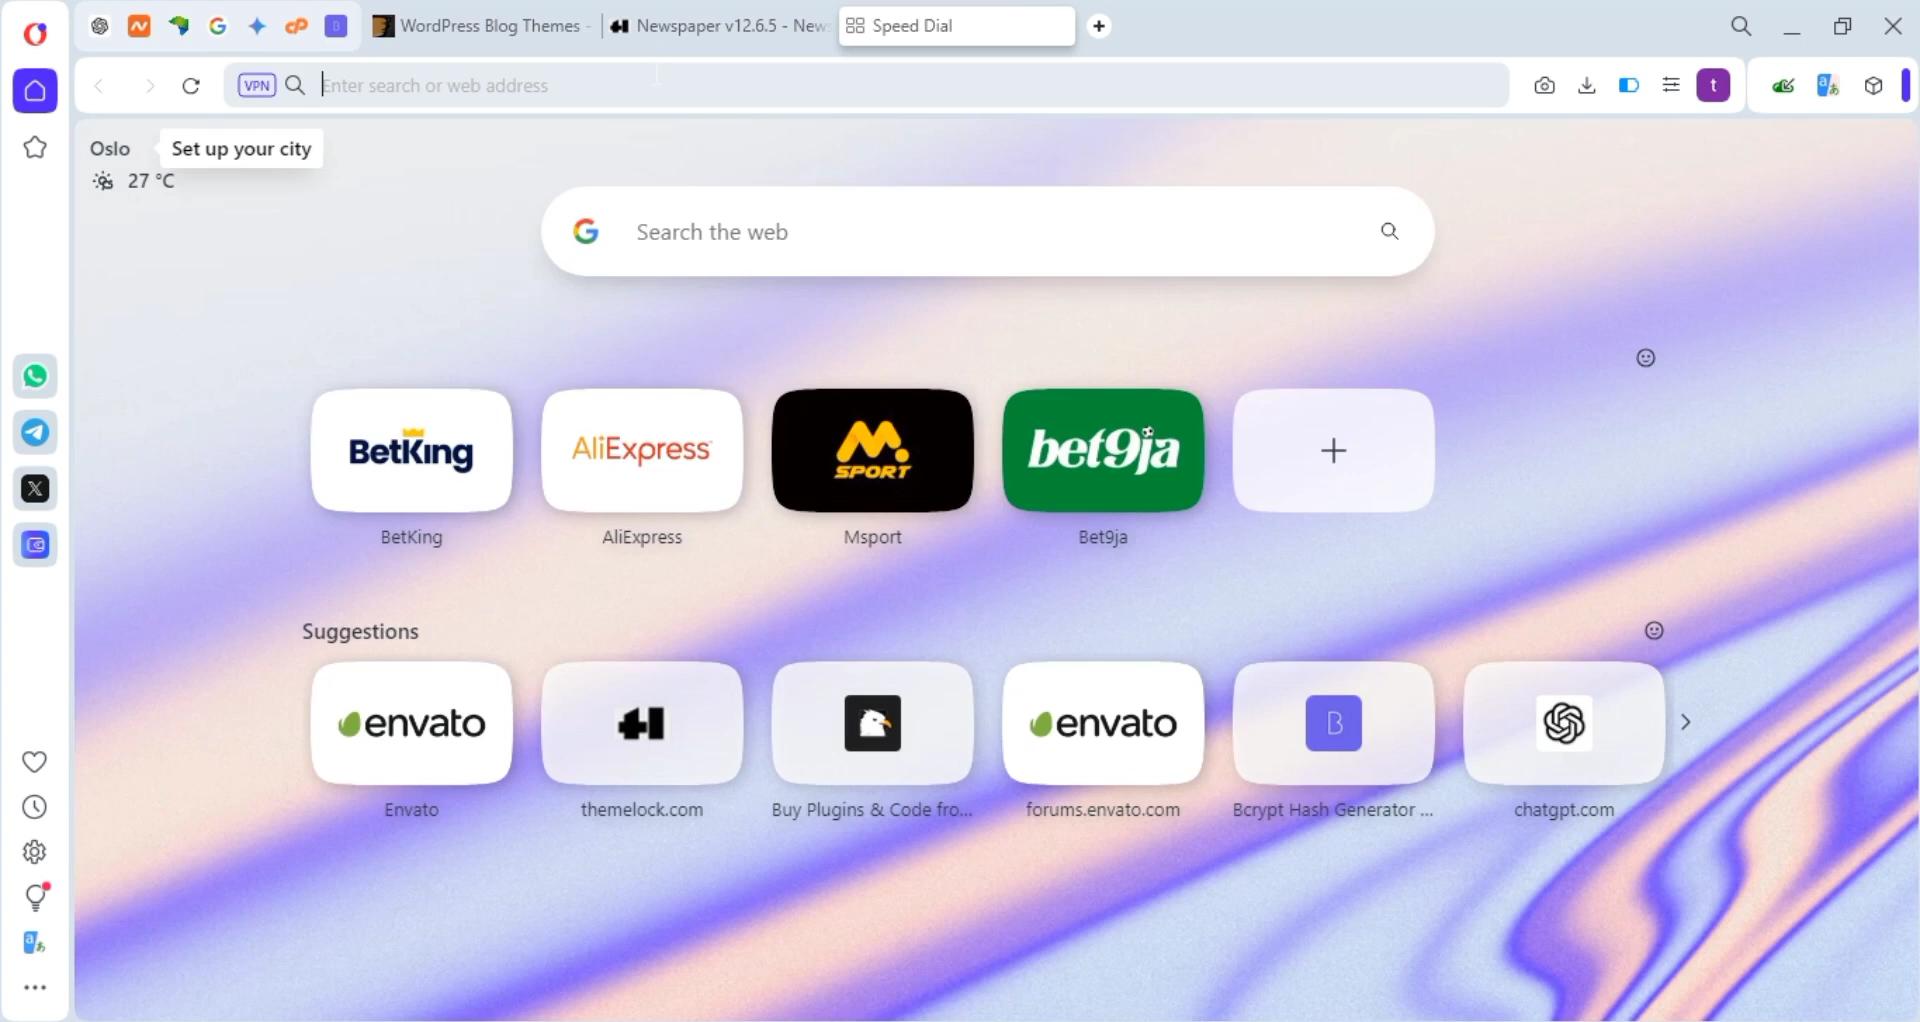 WordPress Blog Themes -
Newspaper v12.6.5 - New
Speed Dial
VPN
Enter search or web address
t
Oslo
Set up your city
27 °C
Search the web
BetKing
AliExpress
M.
SPORT
bet9ja
BetKing
AliExpress
Msport
Bet9ja
Suggestions
envato
envato
B
Envato
themelock.com
Buy Plugins & Code fro...
forums.envato.com
Bcrypt Hash Generator ...
chatgpt.com